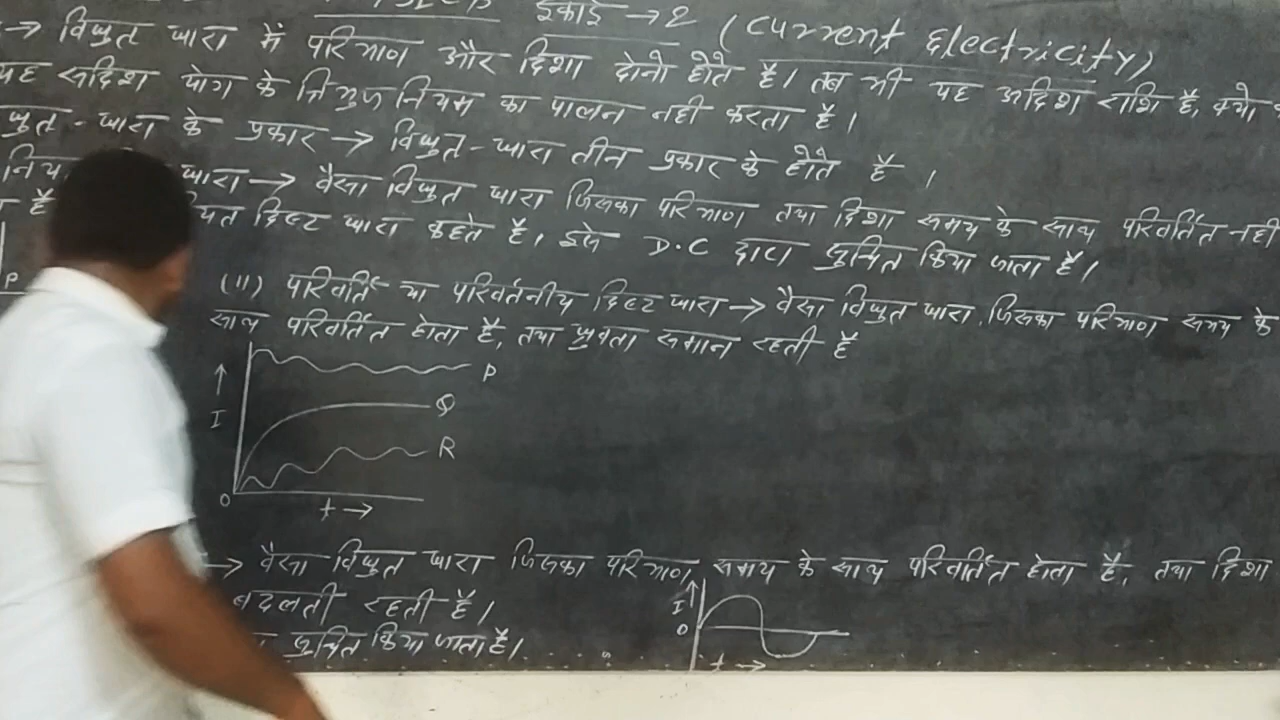 इकाई → 2 (Current Electricity)
→ विद्युत धारा में परिमाण और दिशा दोनो होते हैं। तब भी यह अदिश राशि है, क्यो
यह सदिश योग के त्रिभुज नियम का पालन नही करता है।
धुत - धारा के प्रकार → विद्युत - धारा तीन प्रकार के होते हैं ।
धारा → वैसा विद्युत धारा जिसका परिमाण तथा दिशा समय के साथ परिवर्तित नही
है दिष्ट धारा कहते है, इसे D.C द्वारा सुचित किया जाता है।
P
(ii) परिवर्ति या परिवर्तनीय दिष्ट धारा → वैसा विद्युत धारा, जिसका परिमाण समय के
साथ परिवर्तित होता है, तथा ध्रुवता समान रहती है
P
↑
I
Q
R
0
t →
→ वैसा विद्युत धारा जिसका परिमाण समय के साथ परिवर्तित होता है, तथा दिशा
बदलती रहती है।
सुचित किया जाता है।
I ↑
0
t →